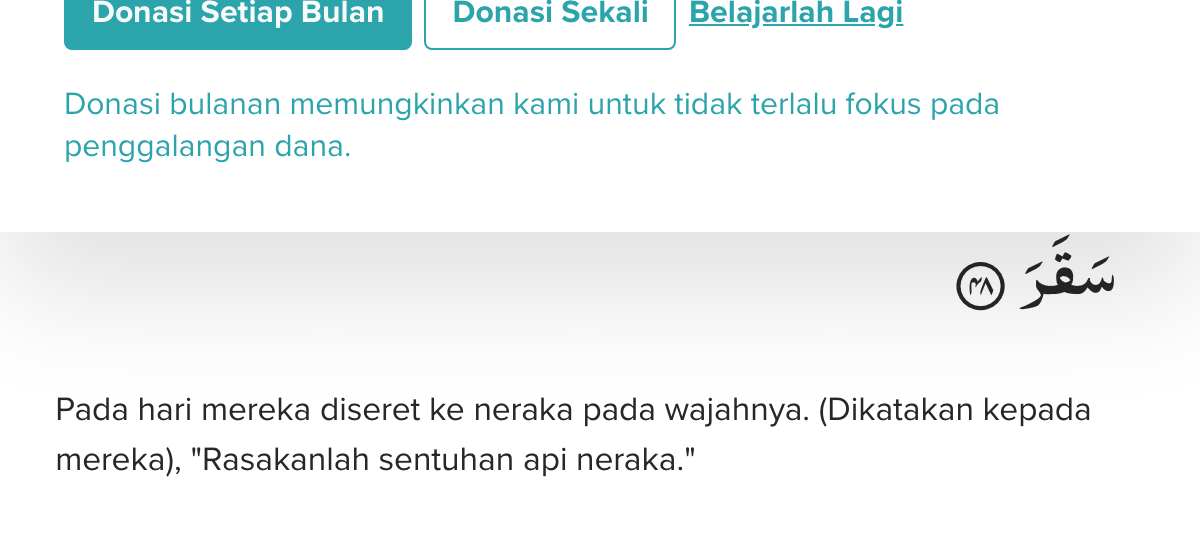 Donasi Setiap Bulan Donasi Sekali Belajarlah Lagi
Donasi bulanan memungkinkan kami untuk tidak terlalu fokus pada
penggalangan dana.
سَقَرَ ٤٨
Pada hari mereka diseret ke neraka pada wajahnya. (Dikatakan kepada
mereka), "Rasakanlah sentuhan api neraka."